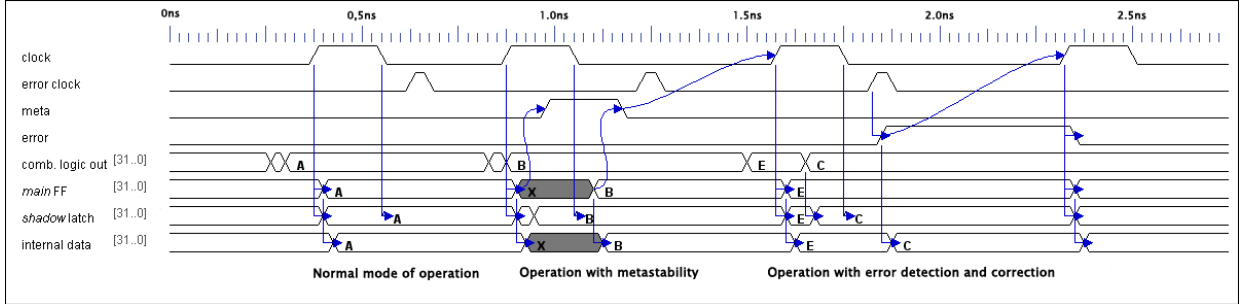 0ns 0,5ns 1.0ns 1.5ns 2.0ns 2.5ns
clock
error clock
meta
error
comb. logic out [31..0] A B E C
main FF [31..0] A X B E
shadow latch [31..0] A B E C
internal data [31..0] A X B E C
Normal mode of operation Operation with metastability Operation with error detection and correction